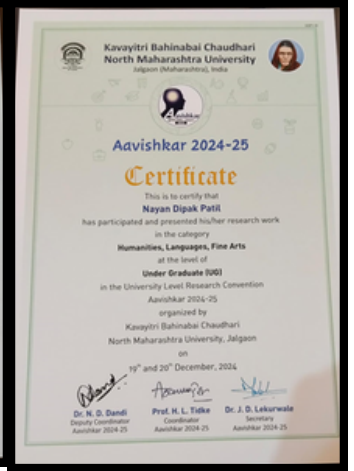 Kavayitri Bahinabai Chaudhari
North Maharashtra University
Jalgaon (Maharashtra), India
Aavishkar
Aavishkar 2024-25
Certificate
This is to certify that
Nayan Dipak Patil
has participated and presented his/her research work
in the category
Humanities, Languages, Fine Arts
at the level of
Under Graduate (UG)
in the University Level Research Convention
Aavishkar 2024-25
organized by
Kavayitri Bahinabai Chaudhari
North Maharashtra University, Jalgaon
on
19th and 20th December, 2024
Dr. N. D. Dandi
Deputy Coordinator
Aavishkar 2024-25
Prof. H. L. Tidke
Coordinator
Aavishkar 2024-25
Dr. J. D. Lekurwale
Secretary
Aavishkar 2024-25